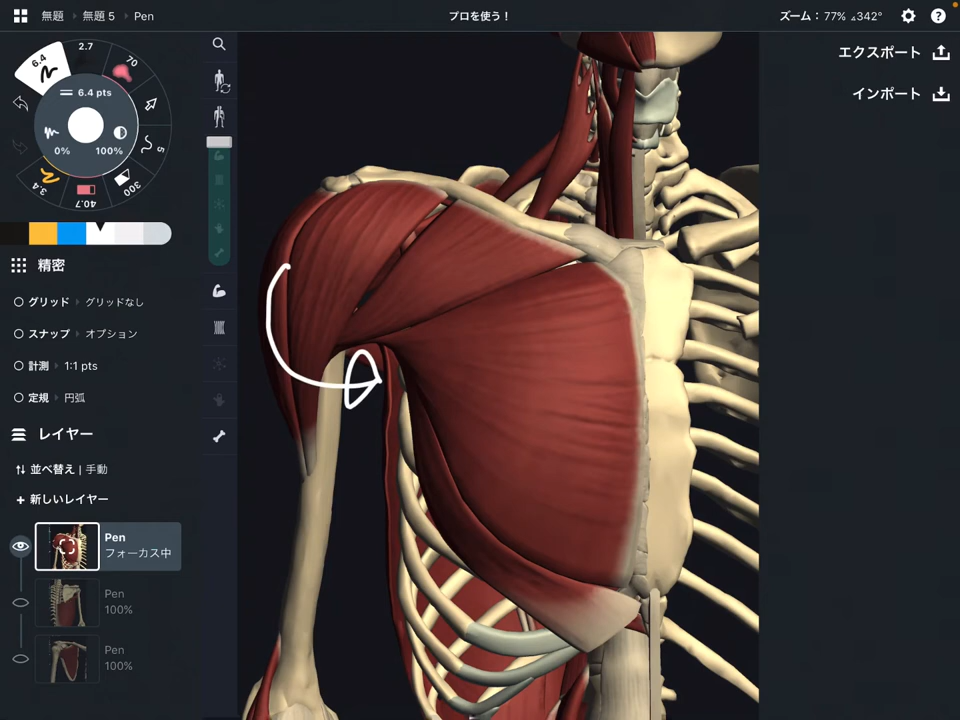 無題 無題 5 Pen
プロを使う！
ズーム： 77% ⊿342°
エクスポート
インポート
2.7
6.4
70
6.4 pts
0% 100%
5
3.4
40.7
300
精密
グリッド グリッドなし
スナップ オプション
計測 1:1 pts
定規 円弧
レイヤー
並べ替え | 手動
+ 新しいレイヤー
Pen
フォーカス中
Pen
100%
Pen
100%